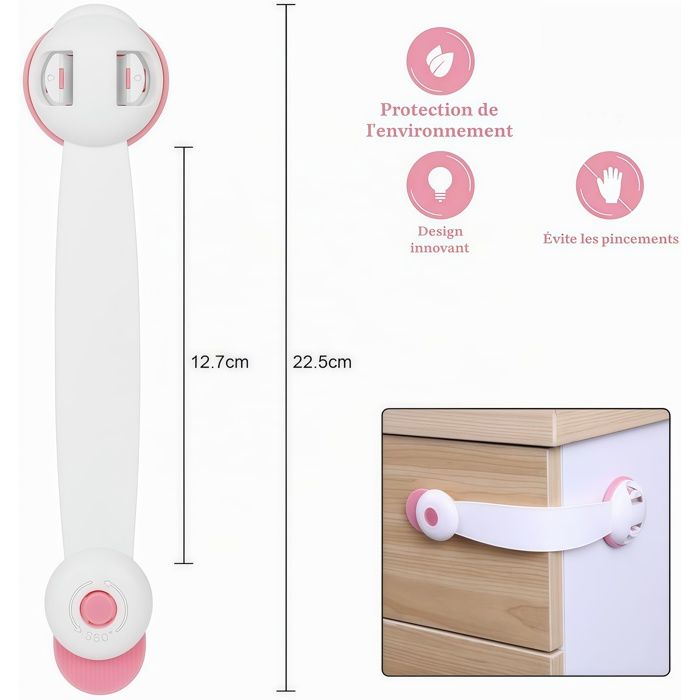 Protection de
l'environnement
Design
innovant
Évite les pincements
12.7cm
22.5cm
360°